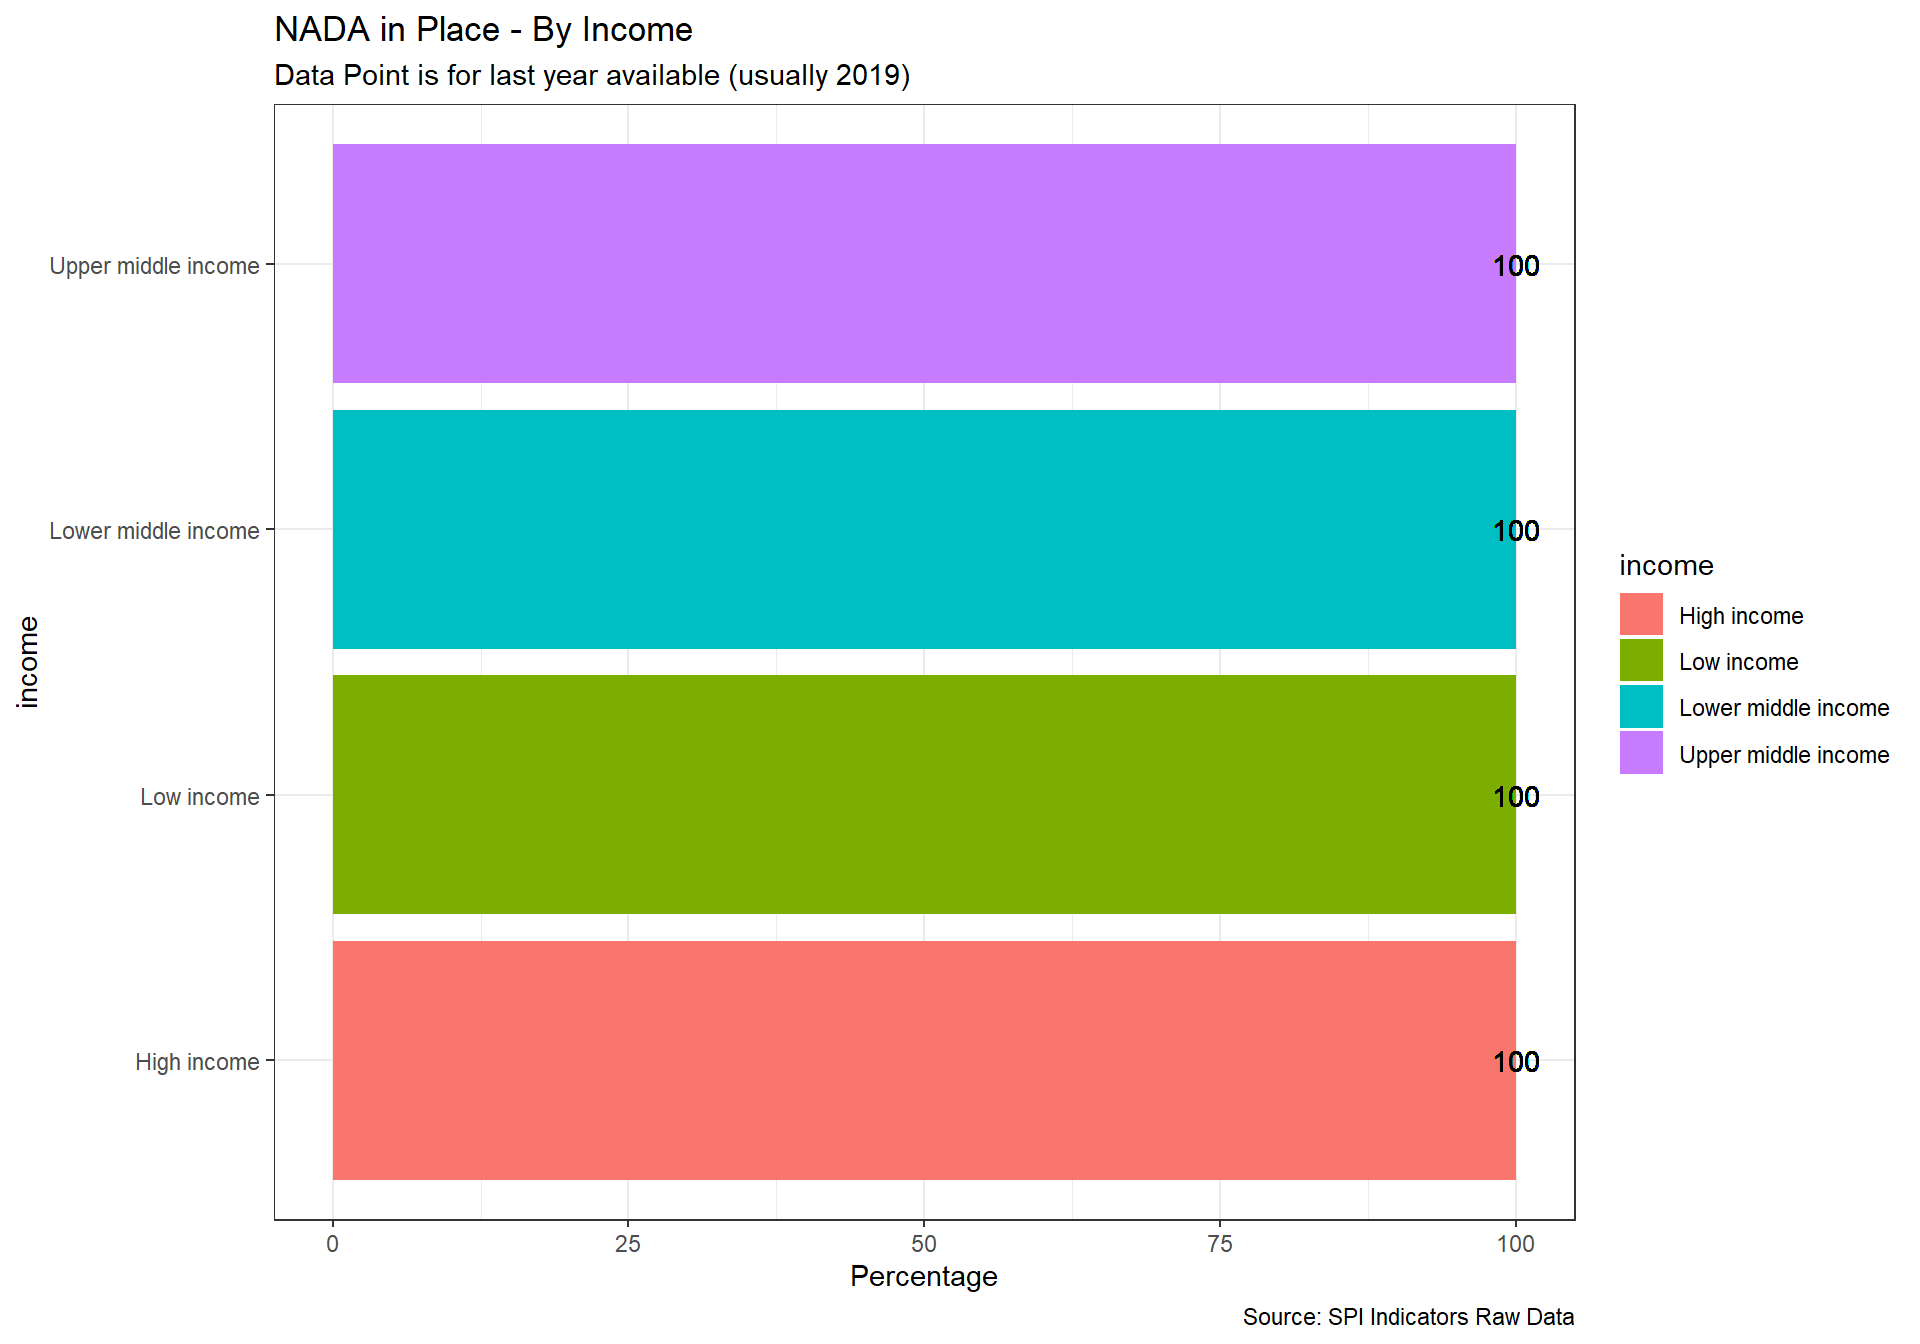 NADA in Place - By Income
Data Point is for last year available (usually 2019)
Upper middle income
100
Lower middle income
100
Low income
100
High income
100
income
0 25 50 75 100
Percentage
income
High income
Low income
Lower middle income
Upper middle income
Source: SPI Indicators Raw Data